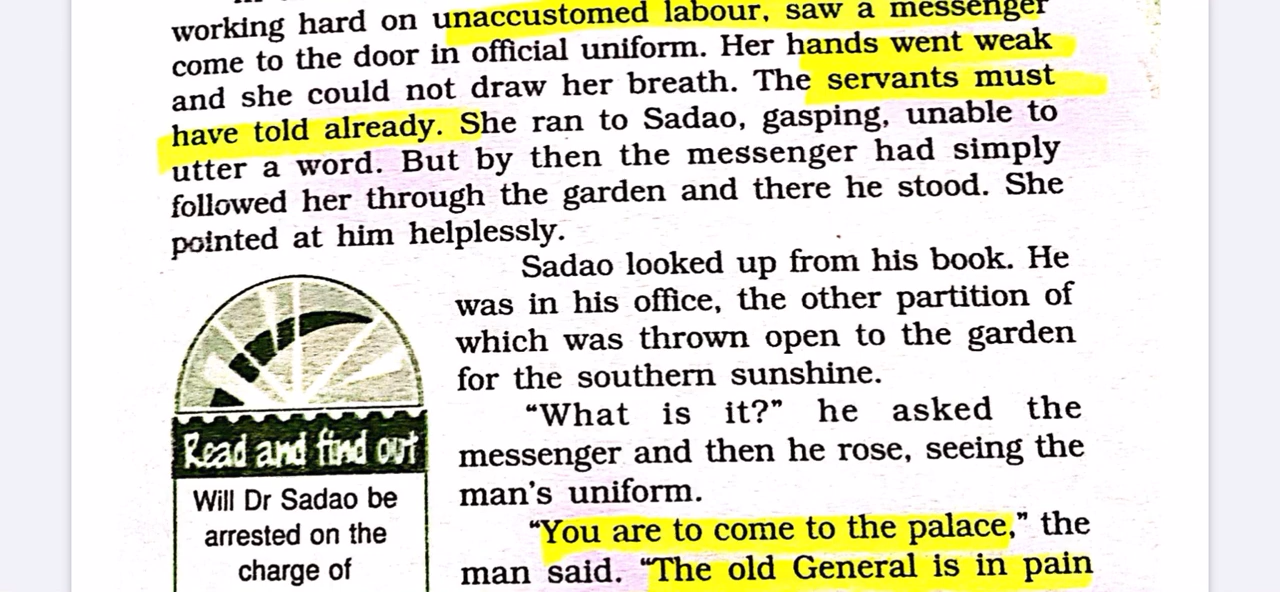 working hard on unaccustomed labour, saw a messenger
come to the door in official uniform. Her hands went weak
and she could not draw her breath. The servants must
have told already. She ran to Sadao, gasping, unable to
utter a word. But by then the messenger had simply
followed her through the garden and there he stood. She
pointed at him helplessly.
Sadao looked up from his book. He
was in his office, the other partition of
which was thrown open to the garden
for the southern sunshine.
“What is it?” he asked the
messenger and then he rose, seeing the
man’s uniform.
“You are to come to the palace,” the
man said. “The old General is in pain
Read and find out
Will Dr Sadao be
arrested on the
charge of